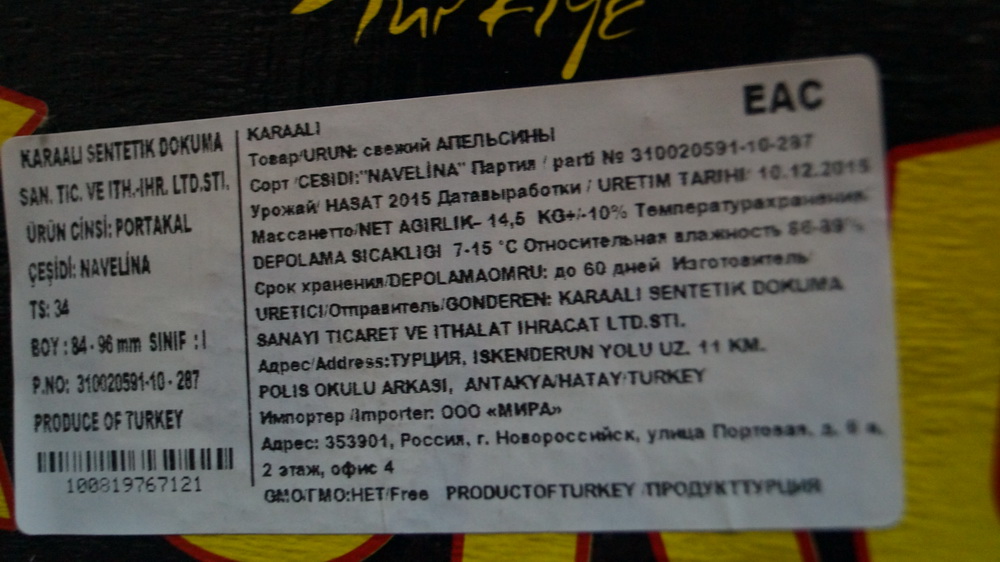 Türkiye
EAC
KARAALI SENTETIK DOKUMA
SAN. TIC. VE ITH.-IHR. LTD.STI.
ÜRÜN CİNSİ: PORTAKAL
ÇEŞİDİ: NAVELİNA
TS: 34
BOY : 84 - 96 mm SINIF : I
P.NO: 310020591-10 - 287
PRODUCE OF TURKEY
100819767121
KARAALI
Товар/URUN: свежий АПЕЛЬСИНЫ
Сорт /CESIDI:"NAVELİNA" Партия / parti № 310020591-10-287
Урожай/ HASAT 2015 Датавыработки / URETIM TARIHI: 10.12.2015
Массанетто/NET AGIRLIK– 14,5 KG+/-10% Температурахранения/
DEPOLAMA SICAKLIGI 7-15 °C Относительная влажность
Срок хранения/DEPOLAMAOMRU: до 60 дней Изготовитель/
URETICI/Отправитель/GONDEREN: KARAALI SENTETIK DOKUMA
SANAYI TICARET VE ITHALAT IHRACAT LTD.STI.
Адрес/Address:ТУРЦИЯ, ISKENDERUN YOLU UZ. 11 KM.
POLIS OKULU ARKASI, ANTAKYA/HATAY/TURKEY
Импортер /Importer: ООО «МИРА»
Адрес: 353901, Россия, г. Новороссийск, улица Портовая, д.
2 этаж, офис 4
GMO/ГМО:НЕТ/Free PRODUCTOFTURKEY /ПРОДУКТТУРЦИЯ